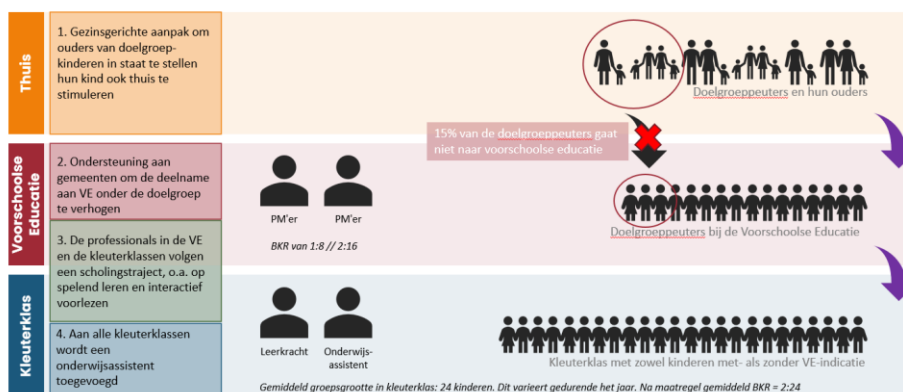 Thuis
1. Gezinsgerichte aanpak om
ouders van doelgroep-
kinderen in staat te stellen
hun kind ook thuis te
stimuleren
Doelgroeppeuters en hun ouders
15% van de doelgroeppeuters gaat
niet naar voorschoolse educatie
Voorschoolse
Educatie
2. Ondersteuning aan
gemeenten om de deelname
aan VE onder de doelgroep
te verhogen
PM'er
PM'er
BKR van 1:8 // 2:16
Doelgroeppeuters bij de Voorschoolse Educatie
3. De professionals in de VE
en de kleuterklassen volgen
een scholingstraject, o.a. op
spelend leren en interactief
voorlezen
Kleuterklas
4. Aan alle kleuterklassen
wordt een
onderwijsassistent
toegevoegd
Leerkracht
Onderwijs-
assistent
Kleuterklas met zowel kinderen met- als zonder VE-indicatie
Gemiddeld groepsgrootte in kleuterklas: 24 kinderen. Dit varieert gedurende het jaar. Na maatregel gemiddeld BKR = 2:24